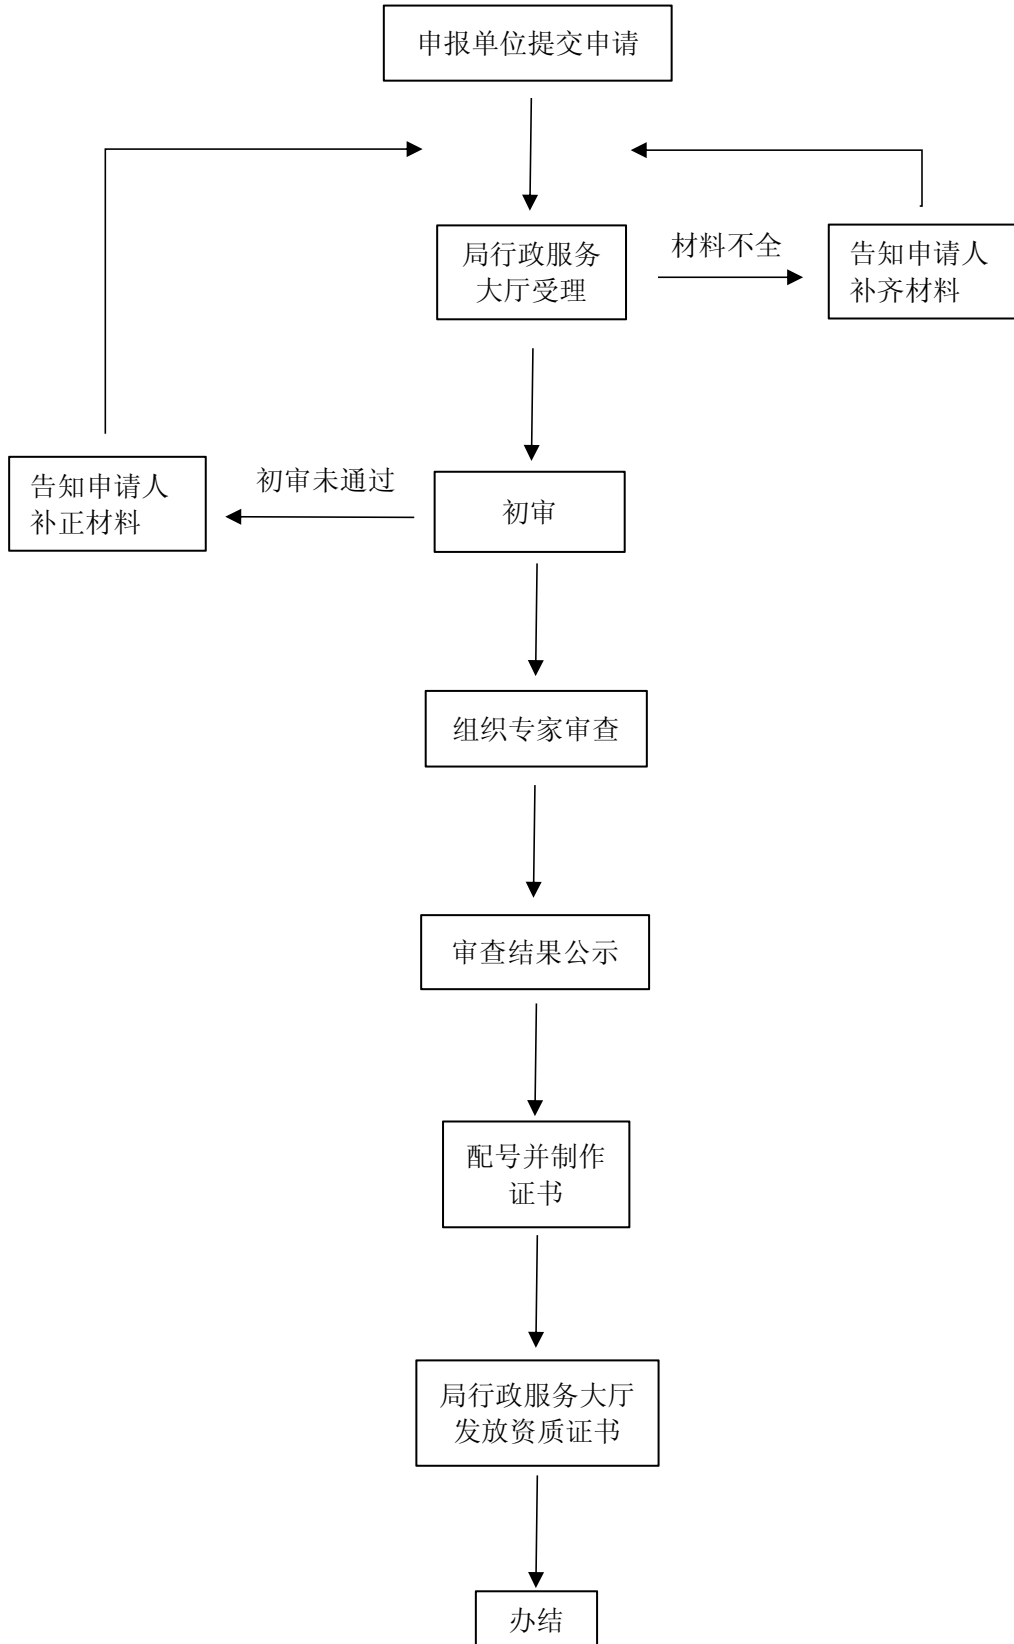 申报单位提交申请
局行政服务
大厅受理
材料不全
告知申请人
补齐材料
告知申请人
补正材料
初审未通过
初审
组织专家审查
审查结果公示
配号并制作
证书
局行政服务大厅
发放资质证书
办结